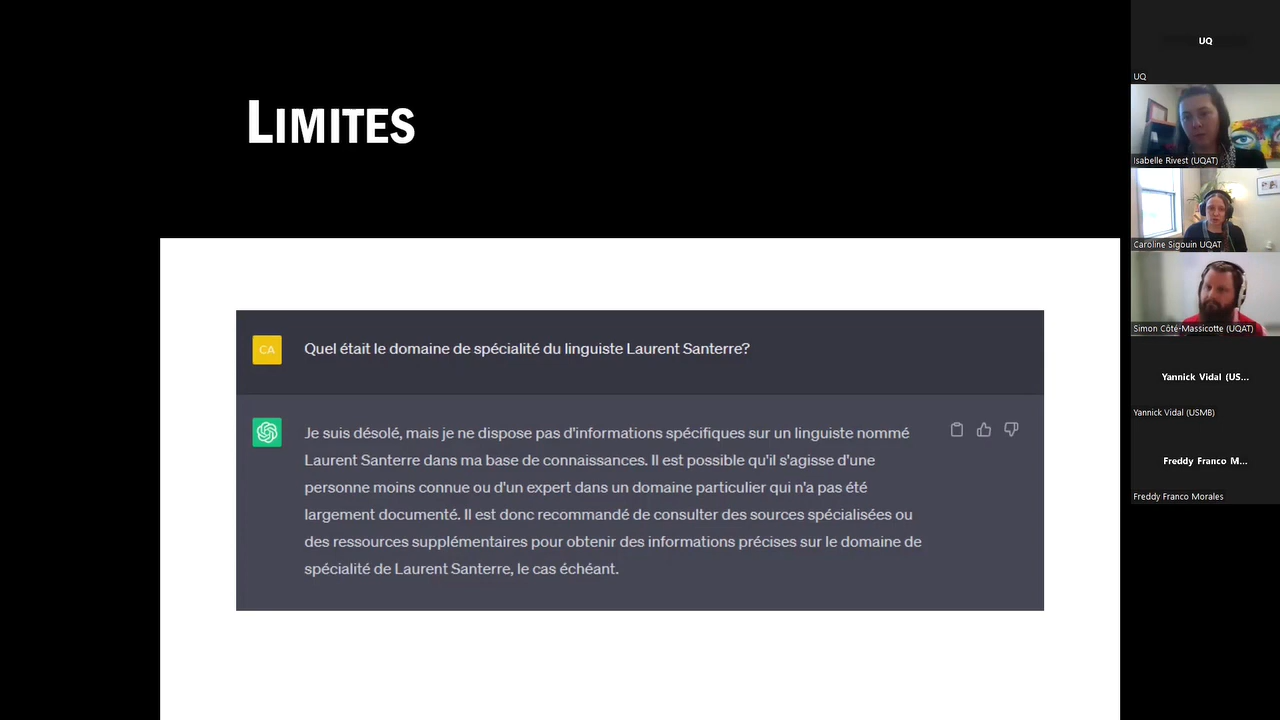 LIMITES
CA
Quel était le domaine de spécialité du linguiste Laurent Santerre?
Je suis désolé, mais je ne dispose pas d'informations spécifiques sur un linguiste nommé
Laurent Santerre dans ma base de connaissances. Il est possible qu'il s'agisse d'une
personne moins connue ou d'un expert dans un domaine particulier qui n'a pas été
largement documenté. Il est donc recommandé de consulter des sources spécialisées ou
des ressources supplémentaires pour obtenir des informations précises sur le domaine de
spécialité de Laurent Santerre, le cas échéant.
UQ
UQ
Isabelle Rivest (UQAT)
Caroline Sigouin UQAT
Simon Côté-Massicotte (UQAT)
Yannick Vidal (US...
Yannick Vidal (USMB)
Freddy Franco M...
Freddy Franco Morales